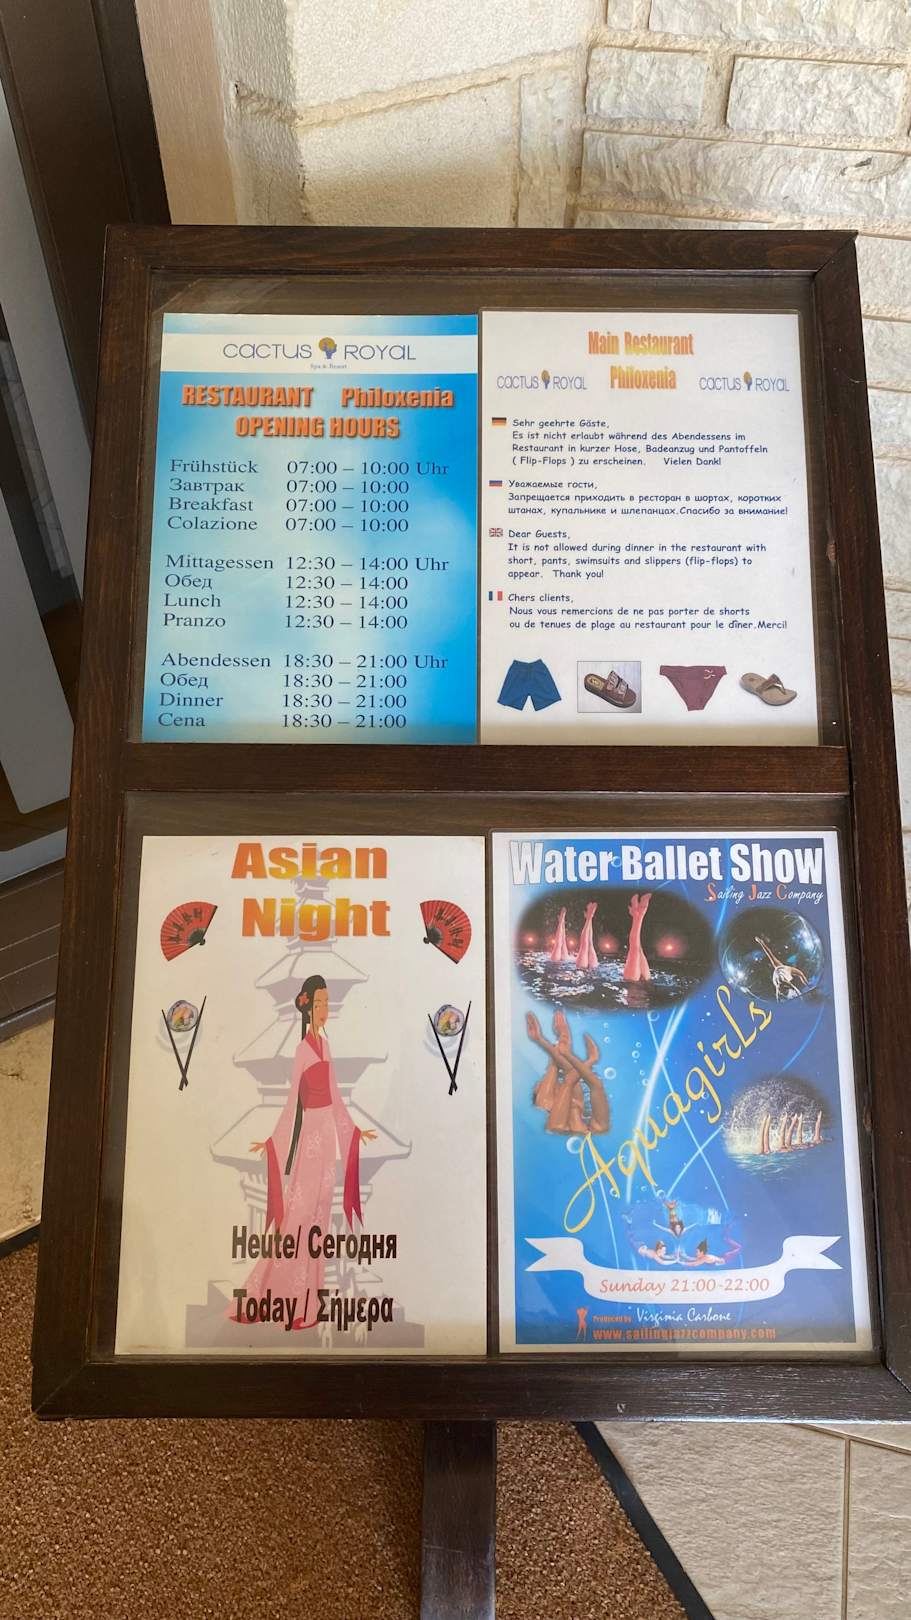 CACTUS ROYAL
Spa & Resort
RESTAURANT Philoxenia
OPENING HOURS
Frühstück 07:00 – 10:00 Uhr
Завтрак 07:00 – 10:00
Breakfast 07:00 – 10:00
Colazione 07:00 – 10:00
Mittagessen 12:30 – 14:00 Uhr
Обед 12:30 – 14:00
Lunch 12:30 – 14:00
Pranzo 12:30 – 14:00
Abendessen 18:30 – 21:00 Uhr
Обед 18:30 – 21:00
Dinner 18:30 – 21:00
Cena 18:30 – 21:00
Main Restaurant
CACTUS ROYAL Philoxenia CACTUS ROYAL
Sehr geehrte Gäste,
Es ist nicht erlaubt während des Abendessens im
Restaurant in kurzer Hose, Badeanzug und Pantoffeln
( Flip-Flops ) zu erscheinen. Vielen Dank!
Уважаемые гости,
Запрещается приходить в ресторан в шортах, коротких
штанах, купальнике и шлепанцах.Спасибо за внимание!
Dear Guests,
It is not allowed during dinner in the restaurant with
short, pants, swimsuits and slippers (flip-flops) to
appear. Thank you!
Chers clients,
Nous vous remercions de ne pas porter de shorts
ou de tenues de plage au restaurant pour le dîner.Merci!
Asian
Night
Heute/ Сегодня
Today / Σήμερα
Water Ballet Show
Sailing Jazz Company
Aquagirls
Sunday 21:00-22:00
Produced by Virginia Carbone
www.sailingjazzcompany.com